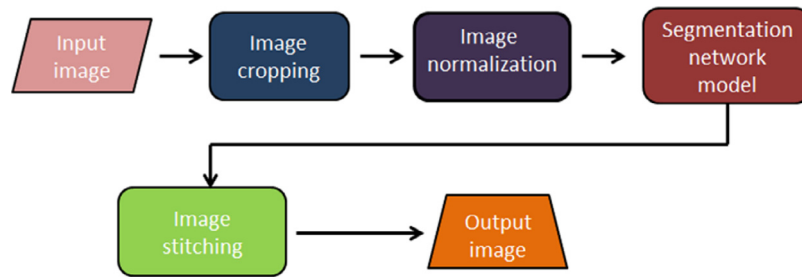 Input
image
Image
cropping
Image
normalization
Segmentation
network
model
Image
stitching
Output
image